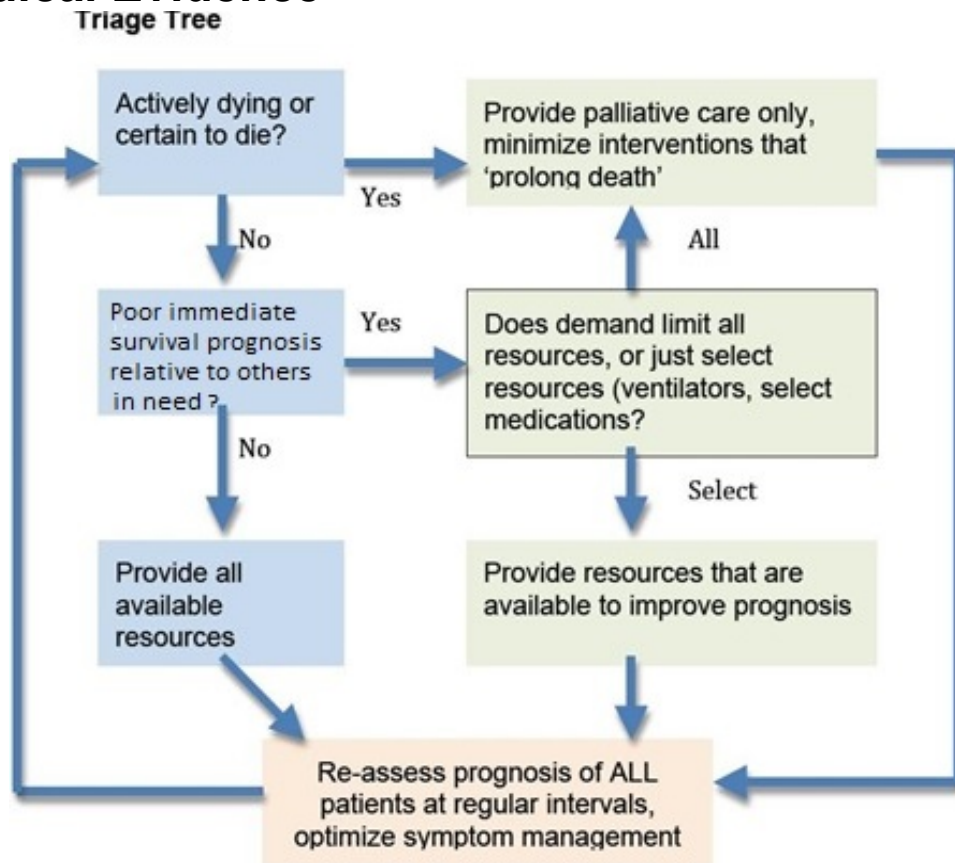 Triage Tree
Actively dying or
certain to die?
Provide palliative care only,
minimize interventions that
‘prolong death’
Yes
No
All
Poor immediate
survival prognosis
relative to others
in need ?
Yes
Does demand limit all
resources, or just select
resources (ventilators, select
medications?
No
Select
Provide all
available
resources
Provide resources that are
available to improve prognosis
Re-assess prognosis of ALL
patients at regular intervals,
optimize symptom management